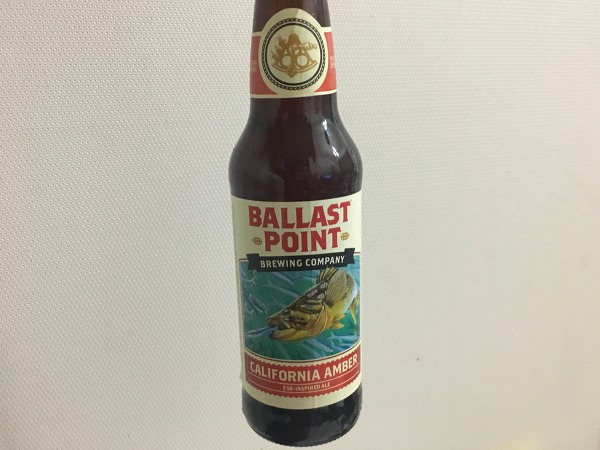 BALLAST
POINT
BREWING COMPANY
CALIFORNIA AMBER
ESB-INSPIRED ALE